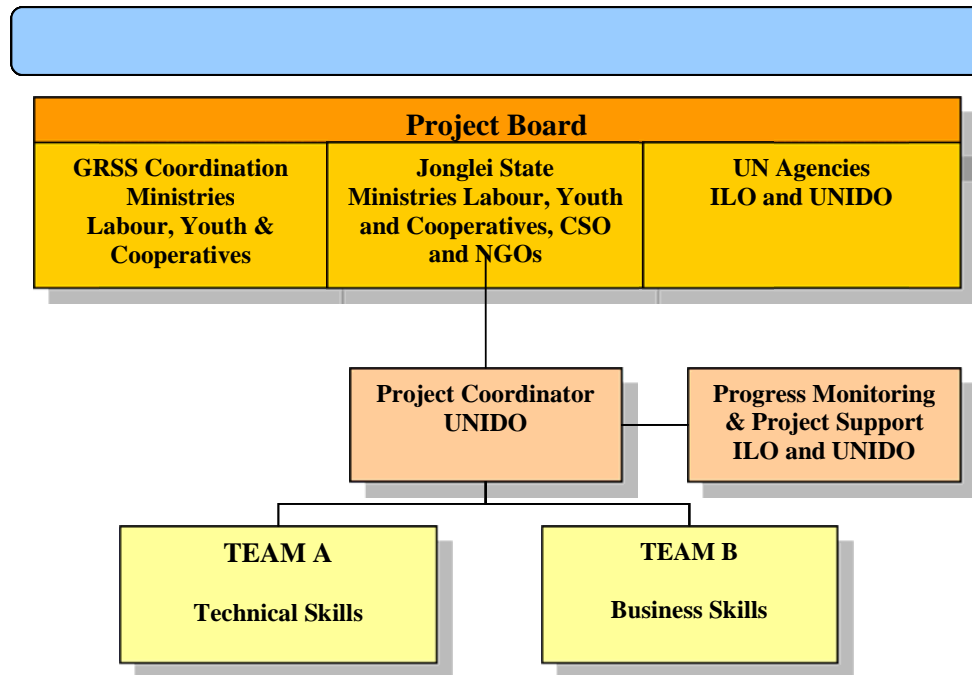 Project Board
GRSS Coordination
Ministries
Labour, Youth &
Cooperatives
Jonglei State
Ministries Labour, Youth
and Cooperatives, CSO
and NGOs
UN Agencies
ILO and UNIDO
Project Coordinator
UNIDO
Progress Monitoring
& Project Support
ILO and UNIDO
TEAM A
Technical Skills
TEAM B
Business Skills